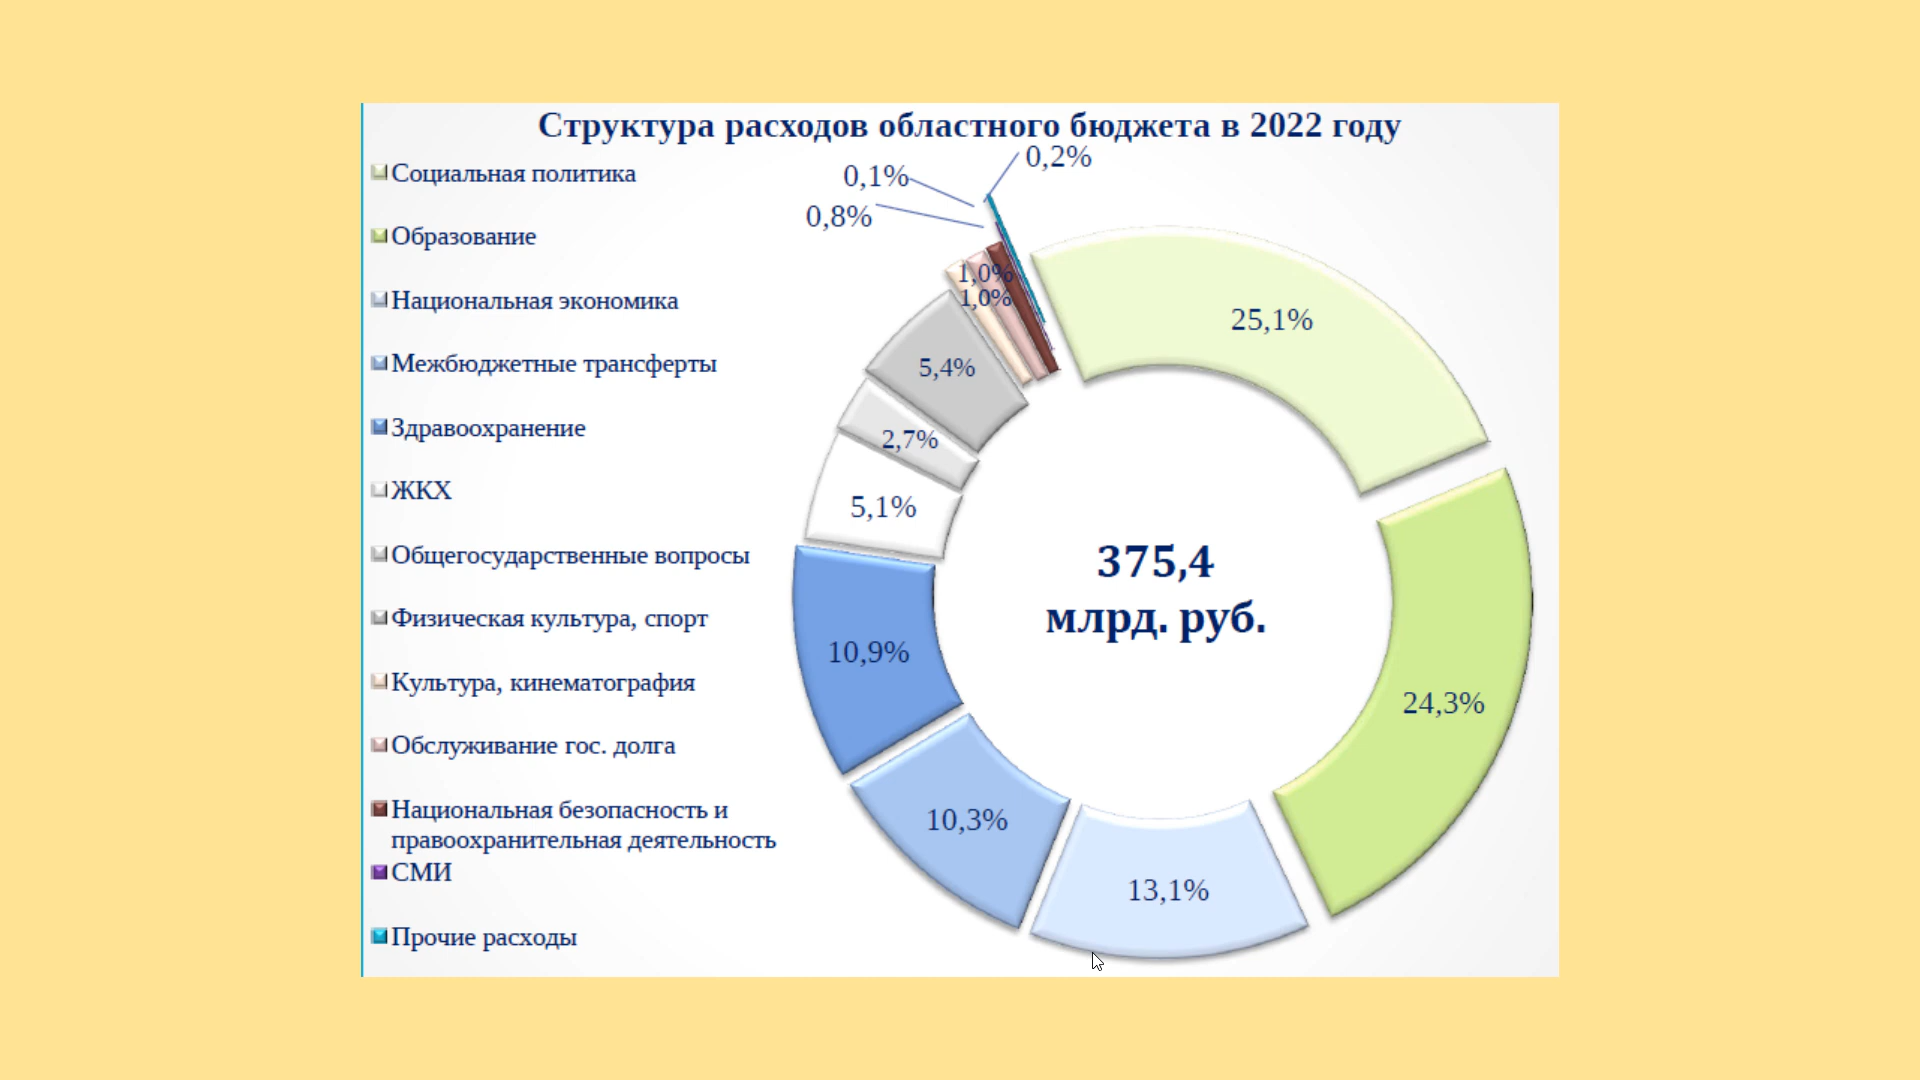 Структура расходов областного бюджета в 2022 году
Социальная политика
Образование
Национальная экономика
Межбюджетные трансферты
Здравоохранение
ЖКХ
Общегосударственные вопросы
Физическая культура, спорт
Культура, кинематография
Обслуживание гос. долга
Национальная безопасность и
правоохранительная деятельность
СМИ
Прочие расходы
0,2%
0,1%
0,8%
1,0%
1,0%
25,1%
5,4%
2,7%
5,1%
375,4
млрд. руб.
10,9%
24,3%
10,3%
13,1%